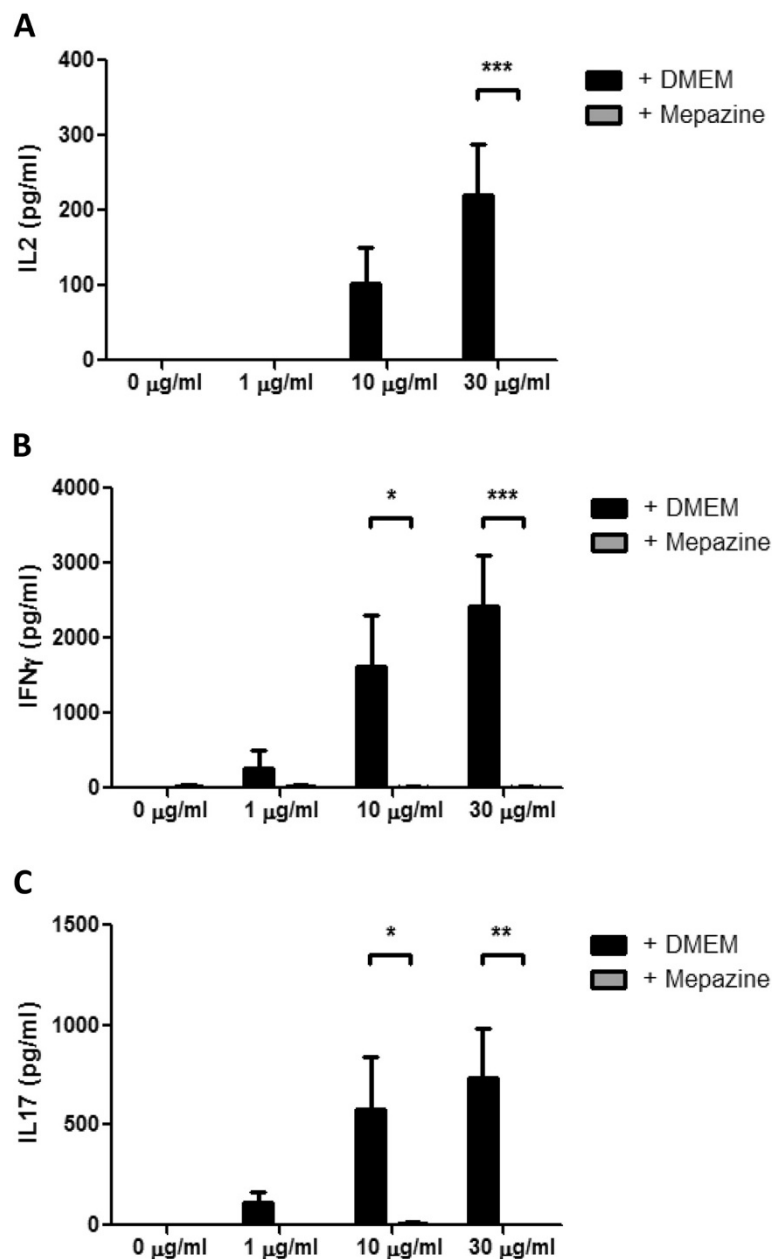 A
400
300
200
100
0
IL2 (pg/ml)
***
+ DMEM
+ Mepazine
0 μg/ml 1 μg/ml 10 μg/ml 30 μg/ml
B
4000
3000
2000
1000
0
IFNγ (pg/ml)
* ***
+ DMEM
+ Mepazine
0 μg/ml 1 μg/ml 10 μg/ml 30 μg/ml
C
1500
1000
500
0
IL17 (pg/ml)
* **
+ DMEM
+ Mepazine
0 μg/ml 1 μg/ml 10 μg/ml 30 μg/ml